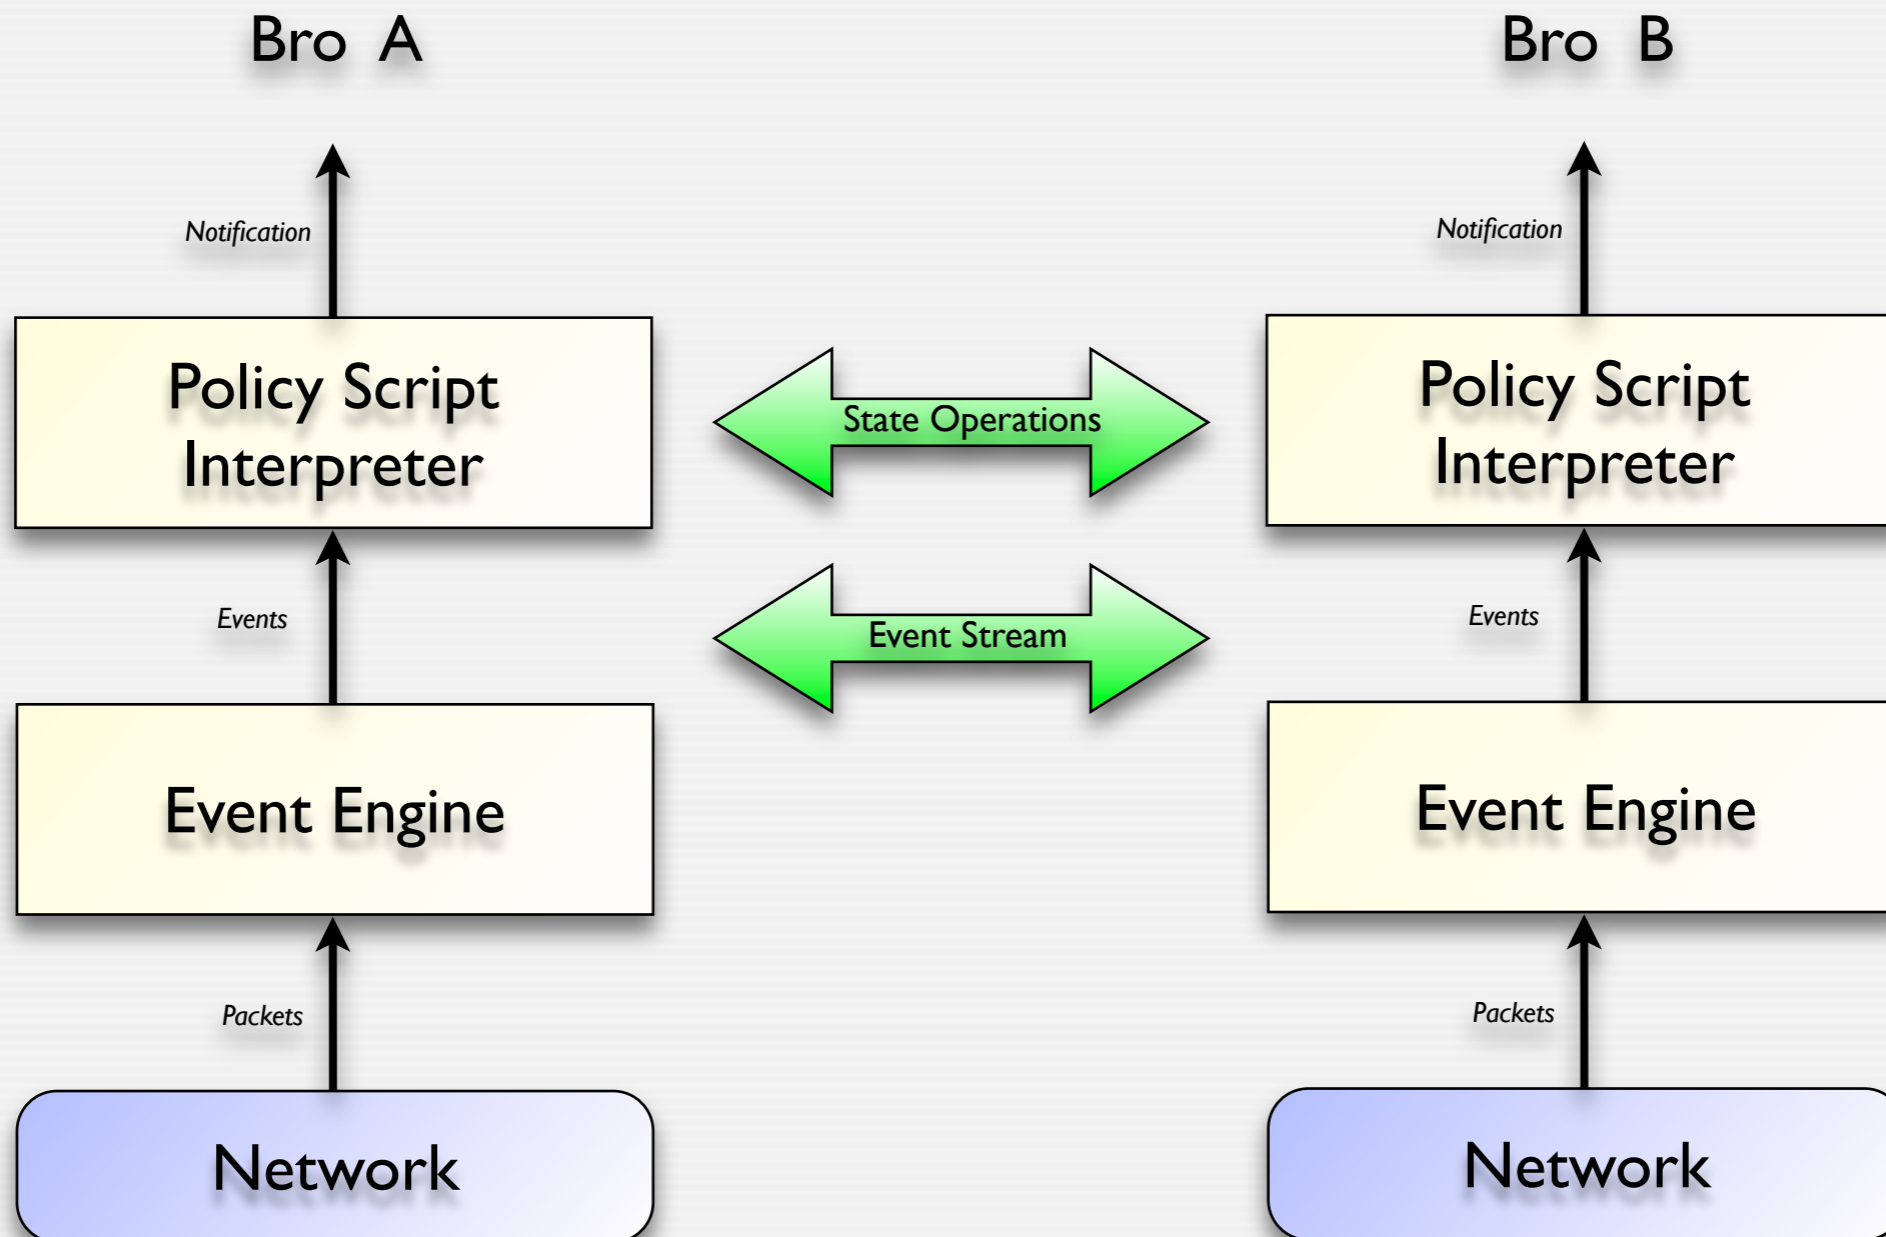 Bro A
Bro B
Notification
Notification
Policy Script
Interpreter
State Operations
Policy Script
Interpreter
Events
Event Stream
Events
Event Engine
Event Engine
Packets
Packets
Network
Network